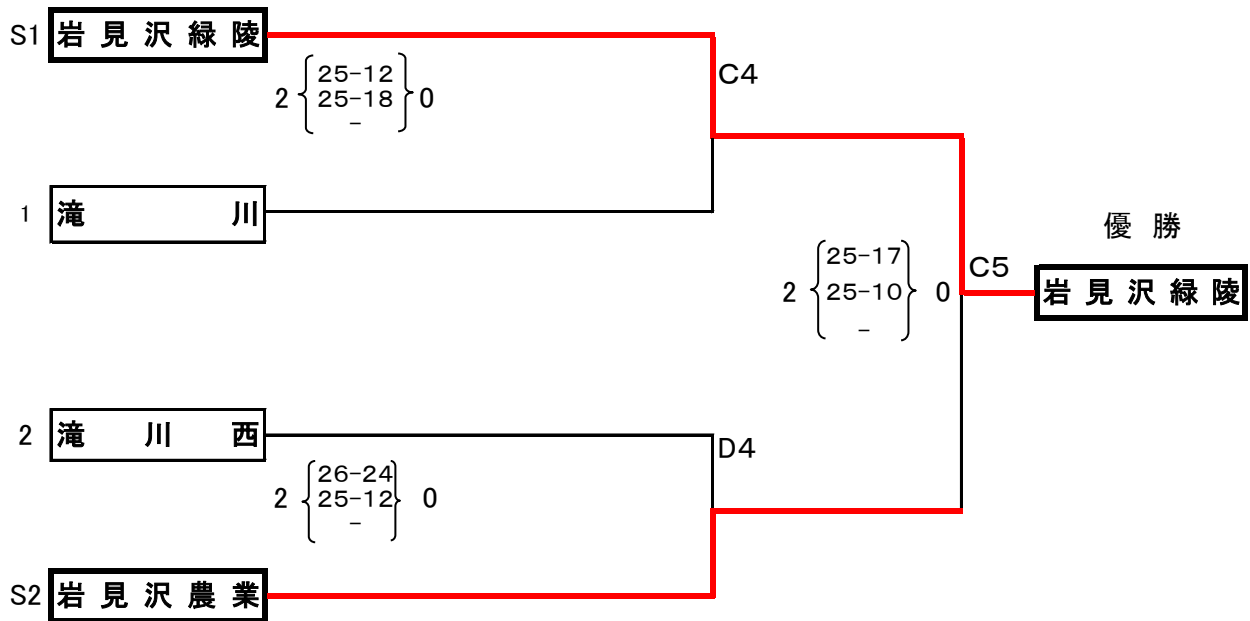 S1 岩見沢緑陵
2 25-12 0
25-18
-
C4
1 滝川
優勝
25-17
2 25-10 0
-
C5
岩見沢緑陵
2 滝川西
D4
26-24
2 25-12 0
-
S2 岩見沢農業